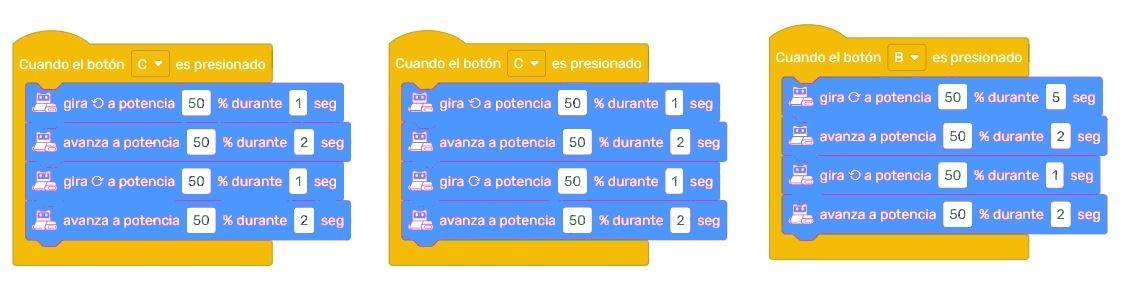 Cuando el botón C es presionado
gira a potencia 50 % durante 1 seg
avanza a potencia 50 % durante 2 seg
gira a potencia 50 % durante 1 seg
avanza a potencia 50 % durante 2 seg
Cuando el botón C es presionado
gira a potencia 50 % durante 1 seg
avanza a potencia 50 % durante 2 seg
gira a potencia 50 % durante 1 seg
avanza a potencia 50 % durante 2 seg
Cuando el botón B es presionado
gira a potencia 50 % durante 5 seg
avanza a potencia 50 % durante 2 seg
gira a potencia 50 % durante 1 seg
avanza a potencia 50 % durante 2 seg